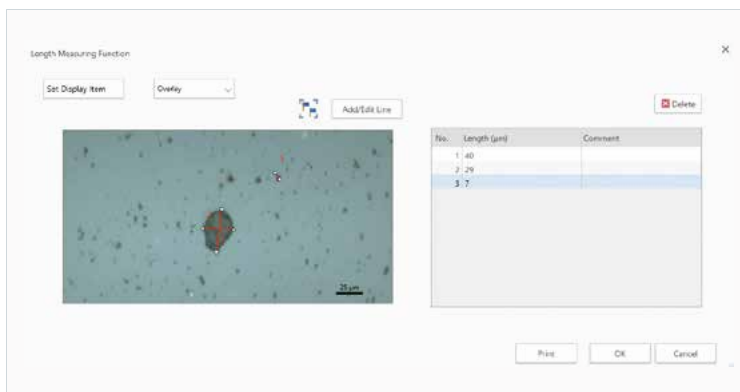 Length Measuring Function
Set Display Item
Overlay
Add/Edit Line
Delete
No. Length (µm) Comment
1 40
2 29
3 7
25 µm
Print
OK
Cancel